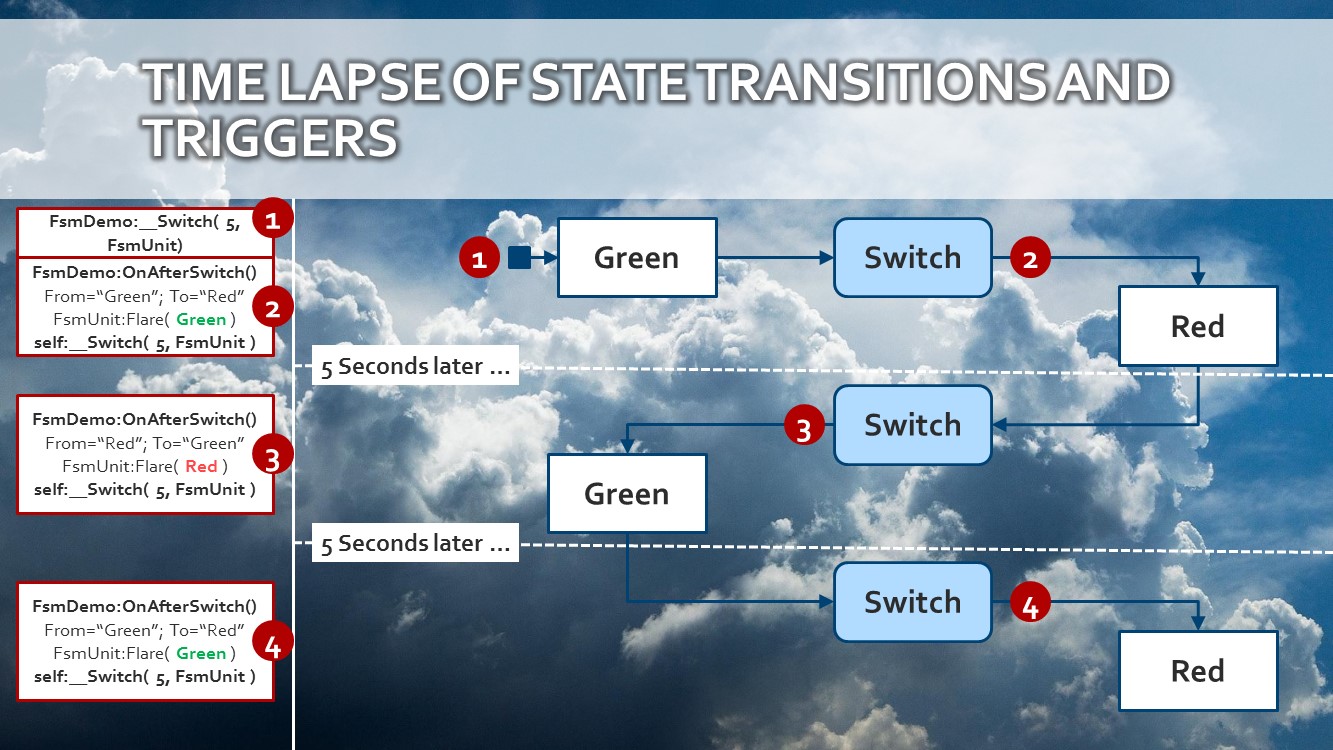 TIME LAPSE OF STATE TRANSITIONS AND
TRIGGERS
FsmDemo:__Switch( 5,
FsmUnit)
1
FsmDemo:OnAfterSwitch()
From=“Green”; To=“Red”
FsmUnit:Flare( Green )
self:__Switch( 5, FsmUnit )
2
FsmDemo:OnAfterSwitch()
From=“Red”; To=“Green”
FsmUnit:Flare( Red )
self:__Switch( 5, FsmUnit )
3
FsmDemo:OnAfterSwitch()
From=“Green”; To=“Red”
FsmUnit:Flare( Green )
self:__Switch( 5, FsmUnit )
4
1
Green
Switch
2
Red
5 Seconds later ...
Switch
3
Green
5 Seconds later ...
Switch
4
Red